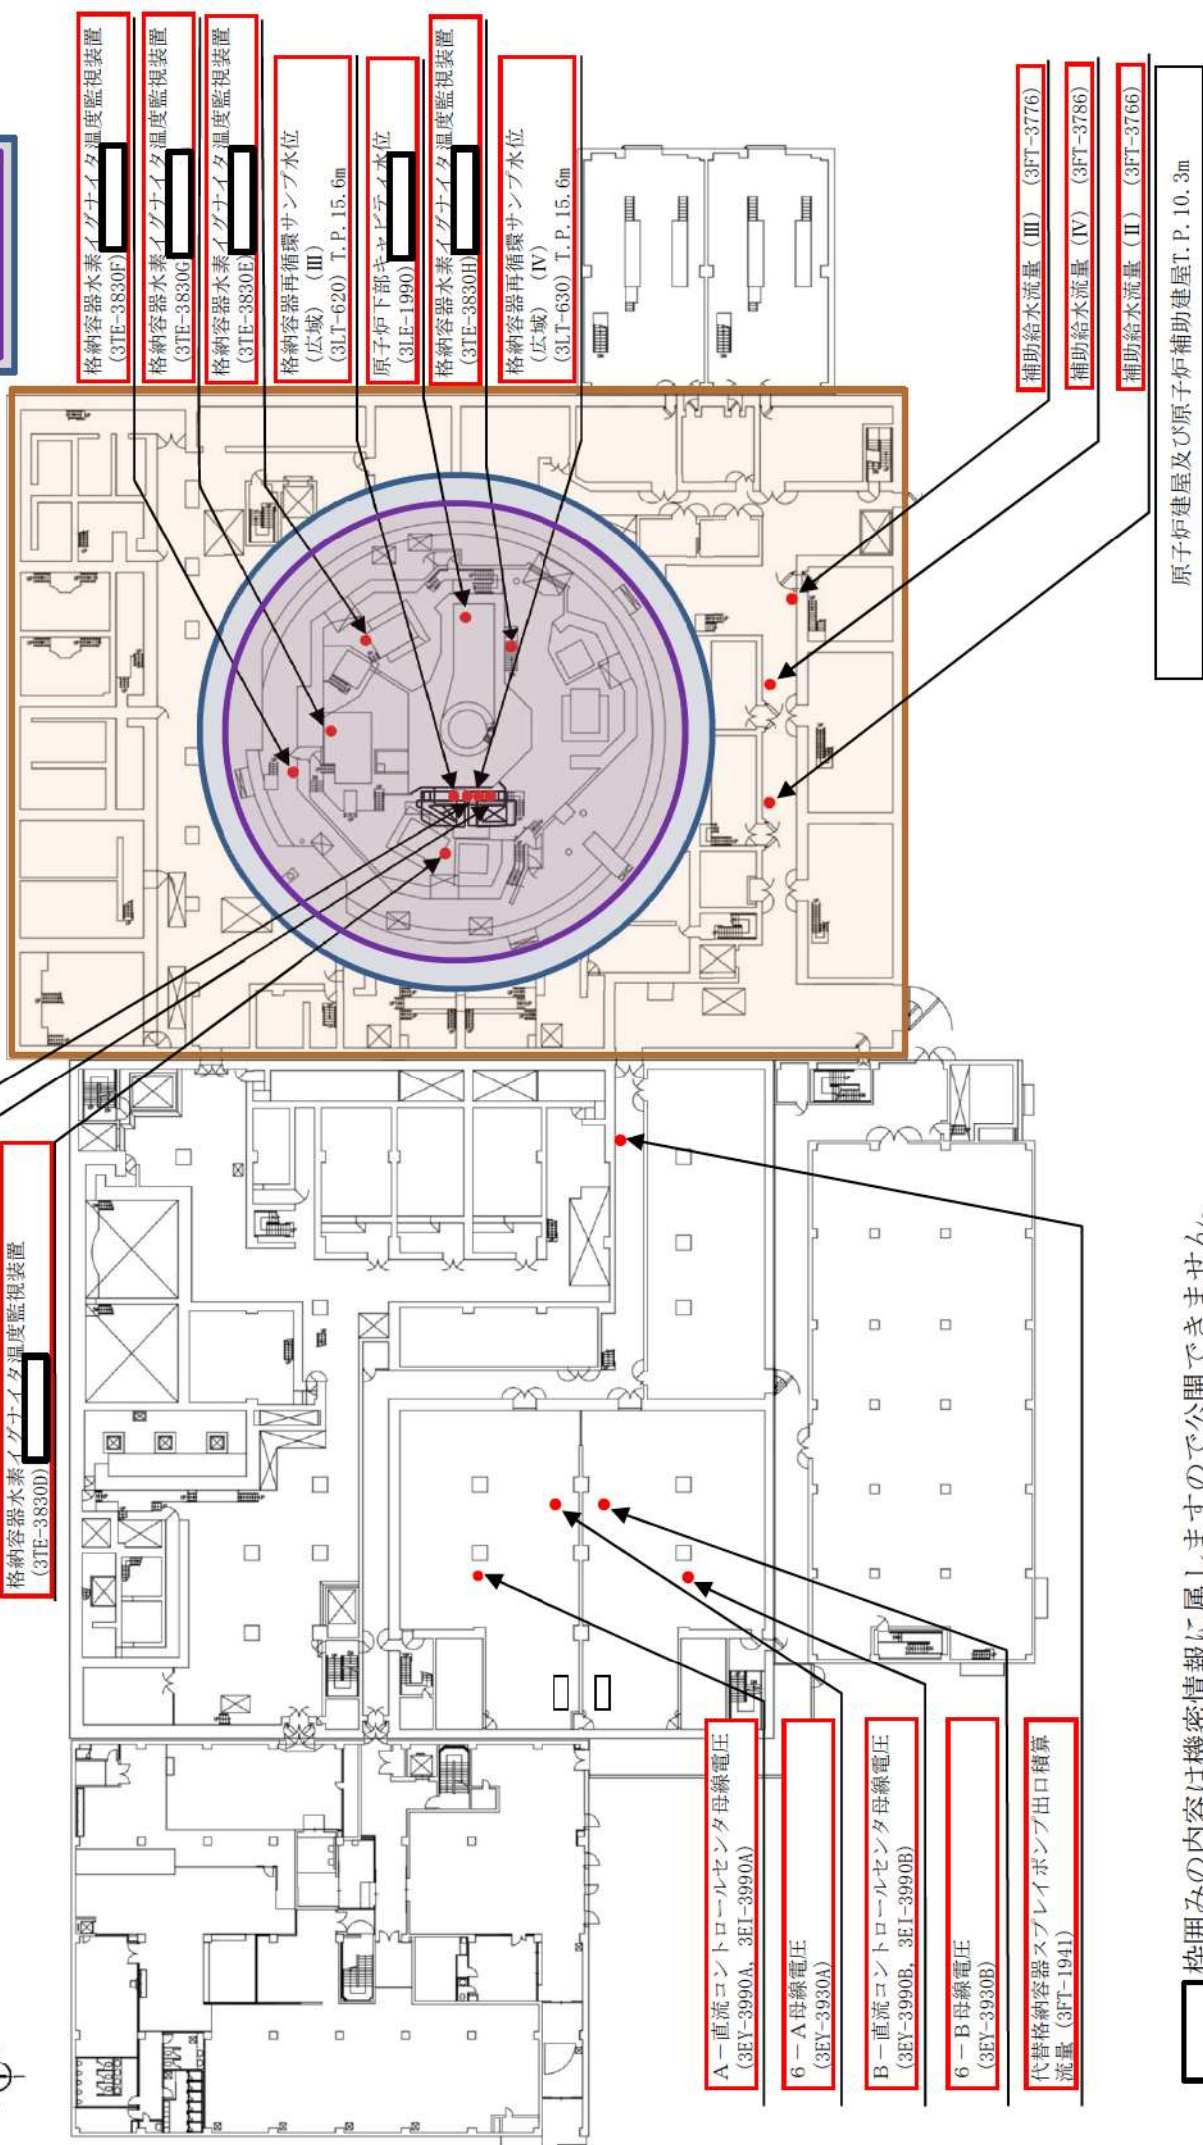 格納容器水素イグナイタ温度監視装置
(3TE-3830F)
格納容器水素イグナイタ温度監視装置
(3TE-3830G)
格納容器水素イグナイタ温度監視装置
(3TE-3830E)
格納容器再循環サンプ水位
(広域) (Ⅲ)
(3LT-620) T.P.15.6m
原子炉下部キャビティ水位
(3LE-1990)
格納容器水素イグナイタ温度監視装置
(3TE-3830H)
格納容器再循環サンプ水位
(広域) (Ⅳ)
(3LT-630) T.P.15.6m
補助給水流量 (Ⅲ) (3FT-3776)
補助給水流量 (Ⅳ) (3FT-3786)
補助給水流量 (Ⅱ) (3FT-3766)
原子炉建屋及び原子炉補助建屋T.P.10.3m
格納容器水素イグナイタ温度監視装置
(3TE-3830D)
A-直流コントロールセンタ母線電圧
(3EY-3990A, 3EI-3990A)
6-A母線電圧
(3EY-3930A)
B-直流コントロールセンタ母線電圧
(3EY-3990B, 3EI-3990B)
6-B母線電圧
(3EY-3930B)
代替格納容器スプレイポンプ出口積算
流量 (3FT-1941)
枠囲みの内容は機密情報に属しますので公開できません。